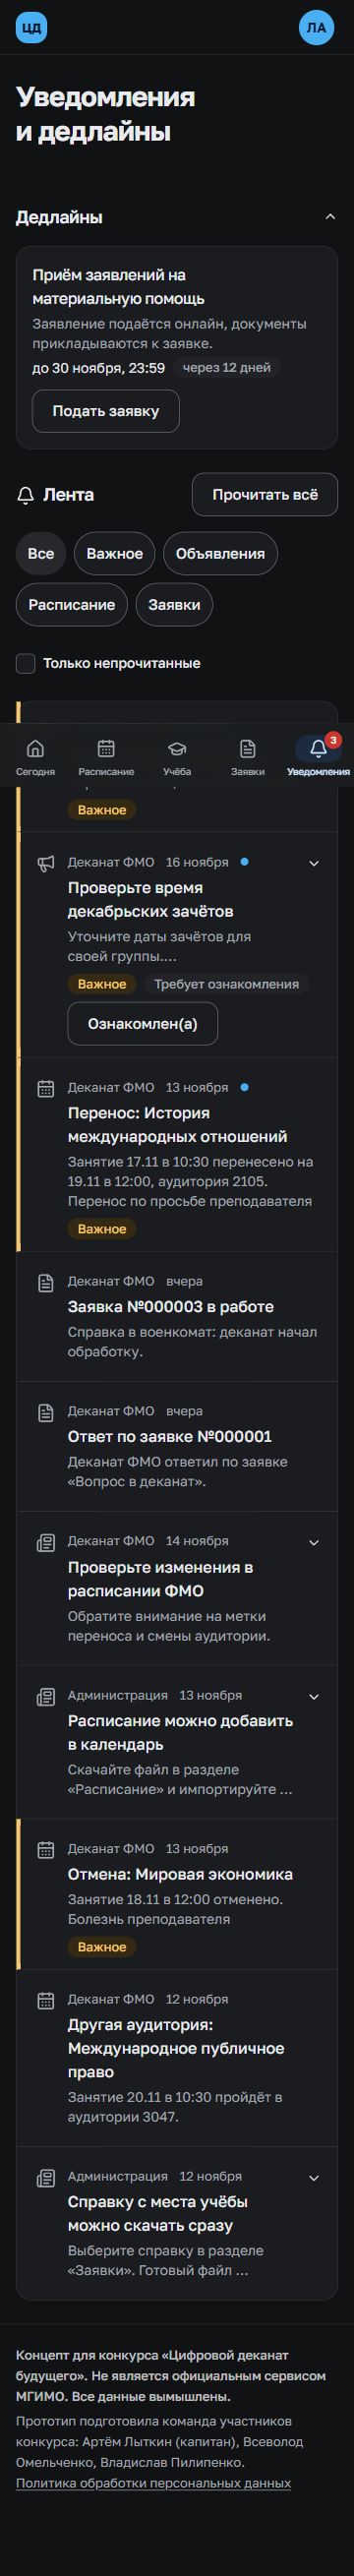 ЦД
ЛА
Уведомления
и дедлайны
Дедлайны
Приём заявлений на
материальную помощь
Заявление подаётся онлайн, документы
прикладываются к заявке.
до 30 ноября, 23:59 через 12 дней
Подать заявку
Лента
Прочитать всё
Все Важное Объявления
Расписание Заявки
Только непрочитанные
3
Сегодня Расписание Учёба Заявки Уведомления
Важное
Деканат ФМО 16 ноября
Проверьте время
декабрьских зачётов
Уточните даты зачётов для
своей группы....
Важное Требует ознакомления
Ознакомлен(а)
Деканат ФМО 13 ноября
Перенос: История
международных отношений
Занятие 17.11 в 10:30 перенесено на
19.11 в 12:00, аудитория 2105.
Перенос по просьбе преподавателя
Важное
Деканат ФМО вчера
Заявка №000003 в работе
Справка в военкомат: деканат начал
обработку.
Деканат ФМО вчера
Ответ по заявке №000001
Деканат ФМО ответил по заявке
«Вопрос в деканат».
Деканат ФМО 14 ноября
Проверьте изменения в
расписании ФМО
Обратите внимание на метки
переноса и смены аудитории.
Администрация 13 ноября
Расписание можно добавить
в календарь
Скачайте файл в разделе
«Расписание» и импортируйте ...
Деканат ФМО 13 ноября
Отмена: Мировая экономика
Занятие 18.11 в 12:00 отменено.
Болезнь преподавателя
Важное
Деканат ФМО 12 ноября
Другая аудитория:
Международное публичное
право
Занятие 20.11 в 10:30 пройдёт в
аудитории 3047.
Администрация 12 ноября
Справку с места учёбы
можно скачать сразу
Выберите справку в разделе
«Заявки». Готовый файл ...
Концепт для конкурса «Цифровой деканат
будущего». Не является официальным сервисом
МГИМО. Все данные вымышлены.
Прототип подготовила команда участников
конкурса: Артём Лыткин (капитан), Всеволод
Омельченко, Владислав Пилипенко.
Политика обработки персональных данных